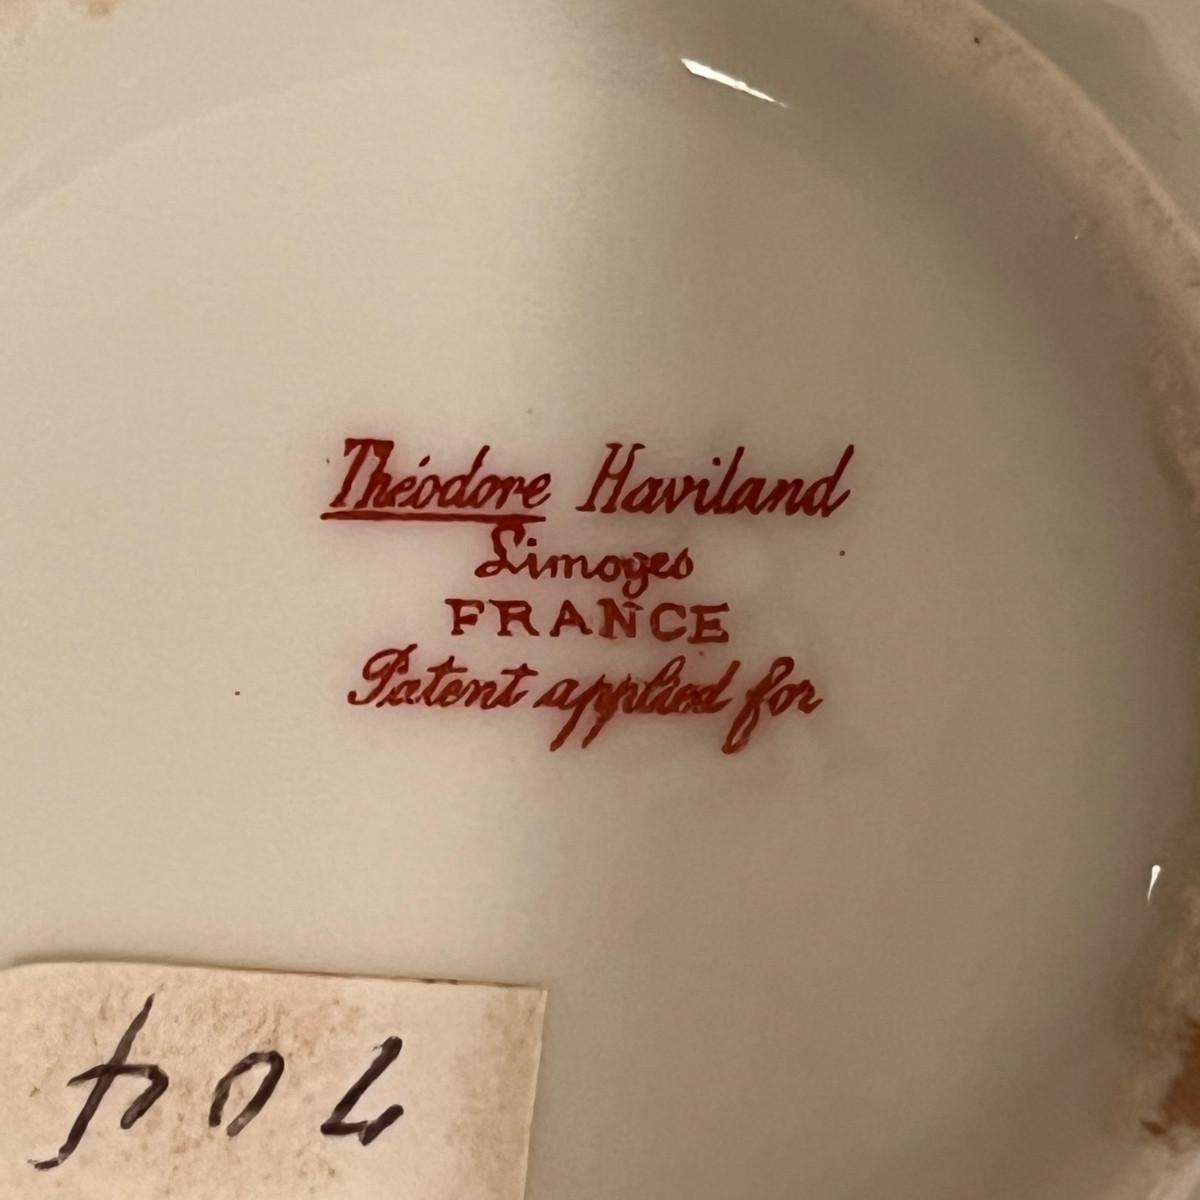 Théodore Haviland
Limoges
FRANCE
Patent applied for
704